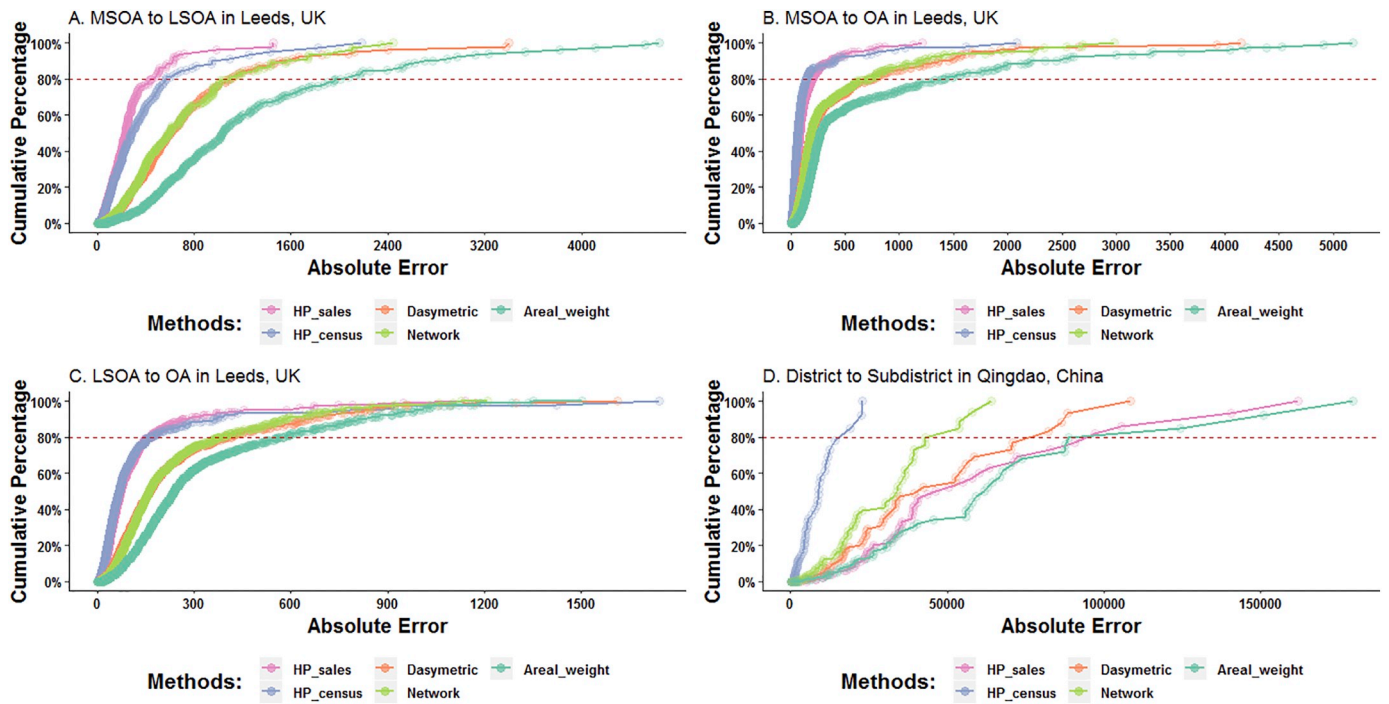 A. MSOA to LSOA in Leeds, UK
Cumulative Percentage
100%
80%
60%
40%
20%
0%
0 800 1600 2400 3200 4000
Absolute Error
Methods:
HP_sales Dasymetric Areal_weight
HP_census Network
B. MSOA to OA in Leeds, UK
Cumulative Percentage
100%
80%
60%
40%
20%
0%
0 500 1000 1500 2000 2500 3000 3500 4000 4500 5000
Absolute Error
Methods:
HP_sales Dasymetric Areal_weight
HP_census Network
C. LSOA to OA in Leeds, UK
Cumulative Percentage
100%
80%
60%
40%
20%
0%
0 300 600 900 1200 1500
Absolute Error
Methods:
HP_sales Dasymetric Areal_weight
HP_census Network
D. District to Subdistrict in Qingdao, China
Cumulative Percentage
100%
80%
60%
40%
20%
0%
0 50000 100000 150000
Absolute Error
Methods:
HP_sales Dasymetric Areal_weight
HP_census Network